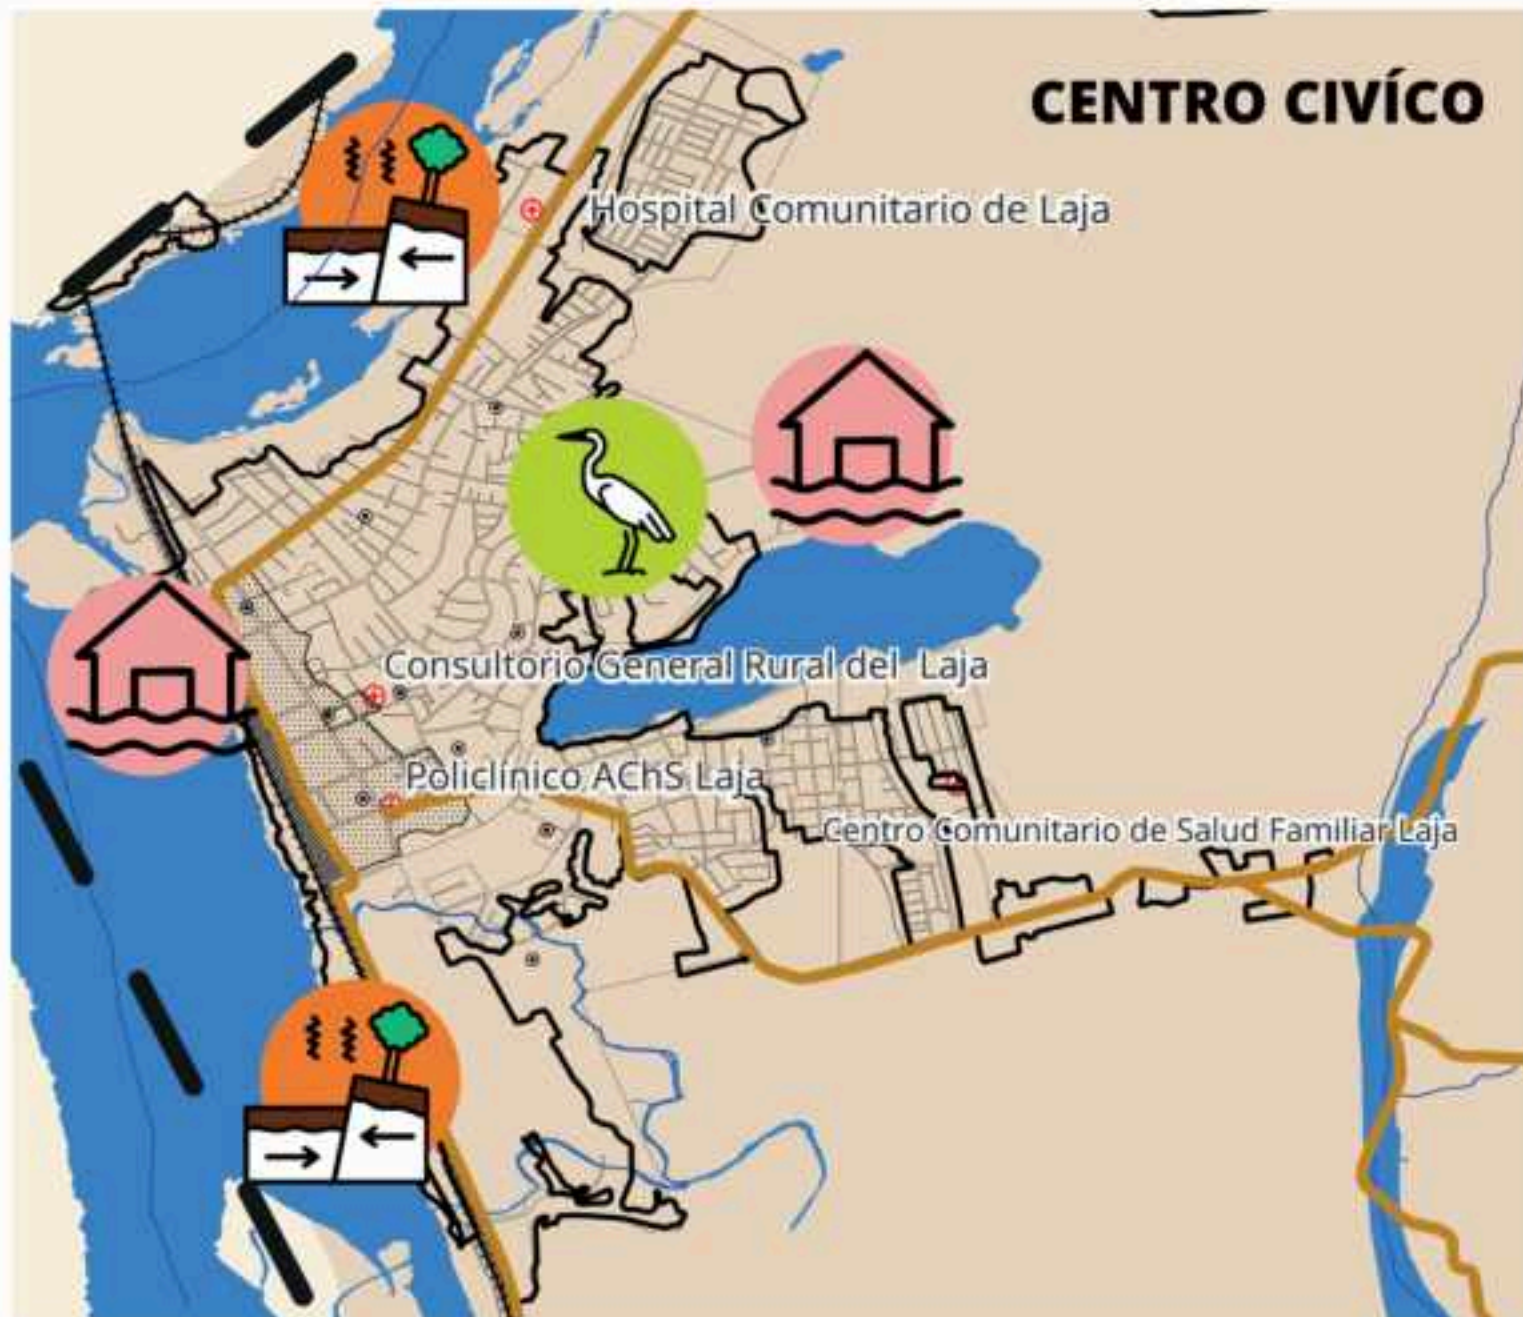 CENTRO CIVÍCO
Hospital Comunitario de Laja
Consultorio General Rural del Laja
Policlínico AChS Laja
Centro Comunitario de Salud Familiar Laja